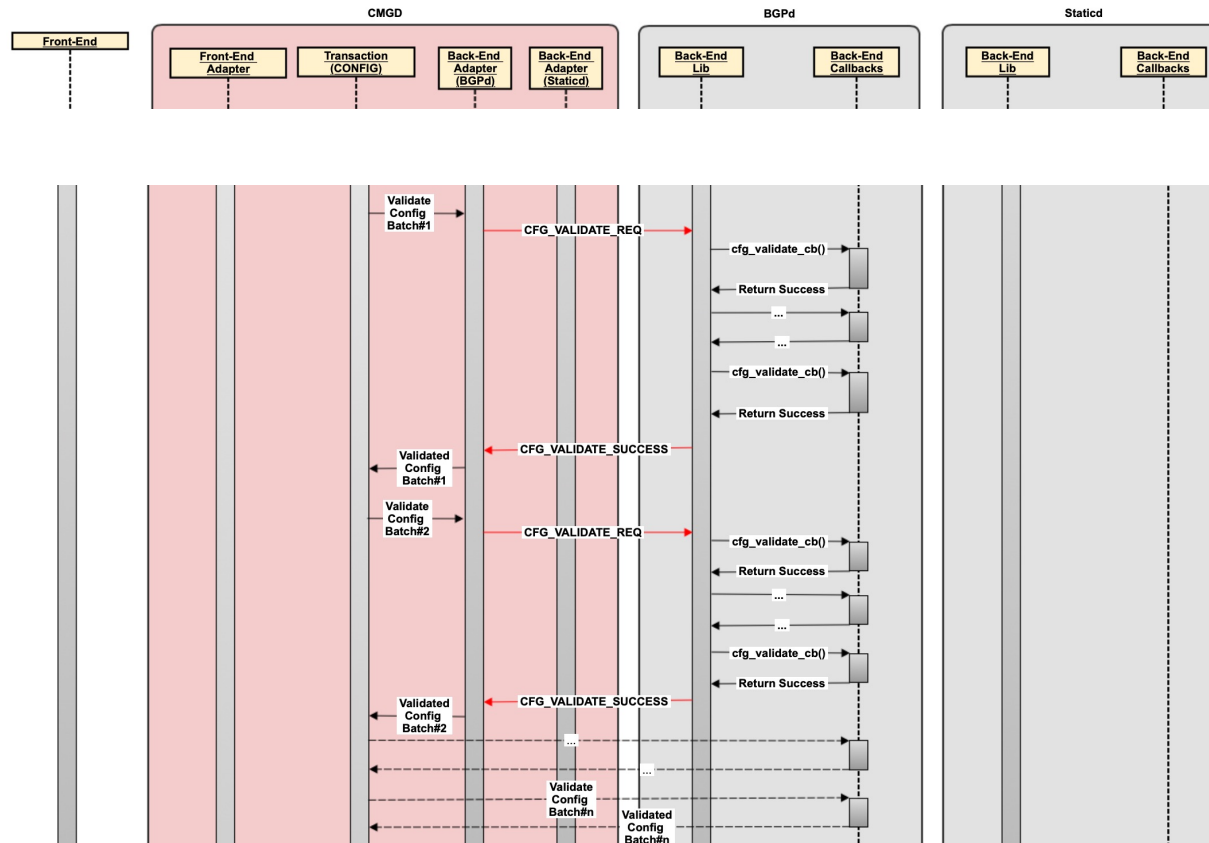 CMGD
BGPd
Staticd
Front-End
Front-End
Adapter
Transaction
(CONFIG)
Back-End
Adapter
(BGPd)
Back-End
Adapter
(Staticd)
Back-End
Lib
Back-End
Callbacks
Back-End
Lib
Back-End
Callbacks
Validate
Config
Batch#1
CFG_VALIDATE_REQ
cfg_validate_cb()
Return Success
...
...
cfg_validate_cb()
Return Success
CFG_VALIDATE_SUCCESS
Validated
Config
Batch#1
Validate
Config
Batch#2
CFG_VALIDATE_REQ
cfg_validate_cb()
Return Success
...
...
cfg_validate_cb()
Return Success
CFG_VALIDATE_SUCCESS
Validated
Config
Batch#2
...
...
Validate
Config
Batch#n
Validated
Config
Batch#n